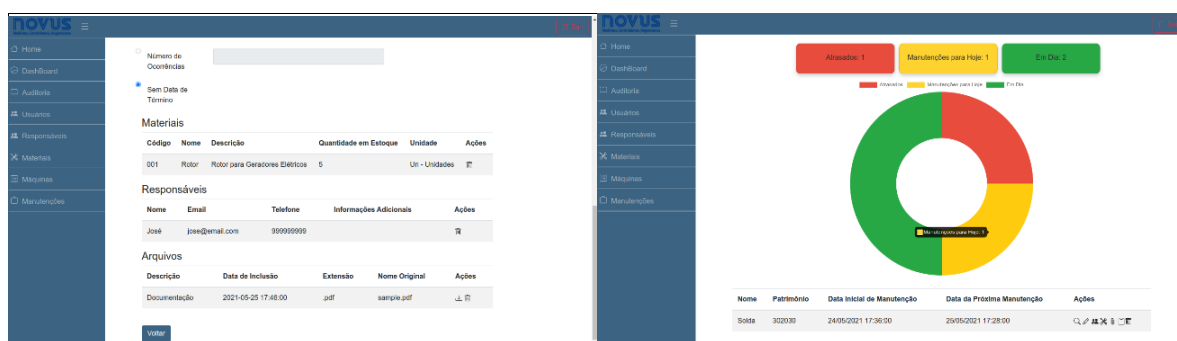 novus
Home
DashBoard
Auditoria
Usuários
Responsáveis
Materiais
Máquinas
Manutenções
Número de
Ocorrências
Sem Data de
Término
Materiais
Código Nome Descrição Quantidade em Estoque Unidade Ações
001 Rotor Rotor para Geradores Elétricos 5 Un - Unidades
Responsáveis
Nome Email Telefone Informações Adicionais Ações
José jose@email.com 999999999
Arquivos
Descrição Data de Inclusão Extensão Nome Original Ações
Documentação 2021-05-25 17:48:00 .pdf sample.pdf
Voltar
novus
Home
DashBoard
Auditoria
Usuários
Responsáveis
Materiais
Máquinas
Manutenções
Atrasados: 1 Manutenções para Hoje: 1 Em Dia: 2
Atrasados Manutenções para Hoje Em Dia
Manutenções para Hoje: 1
Nome Patrimônio Data Inicial de Manutenção Data da Próxima Manutenção Ações
Solda 302030 24/05/2021 17:36:00 25/05/2021 17:28:00